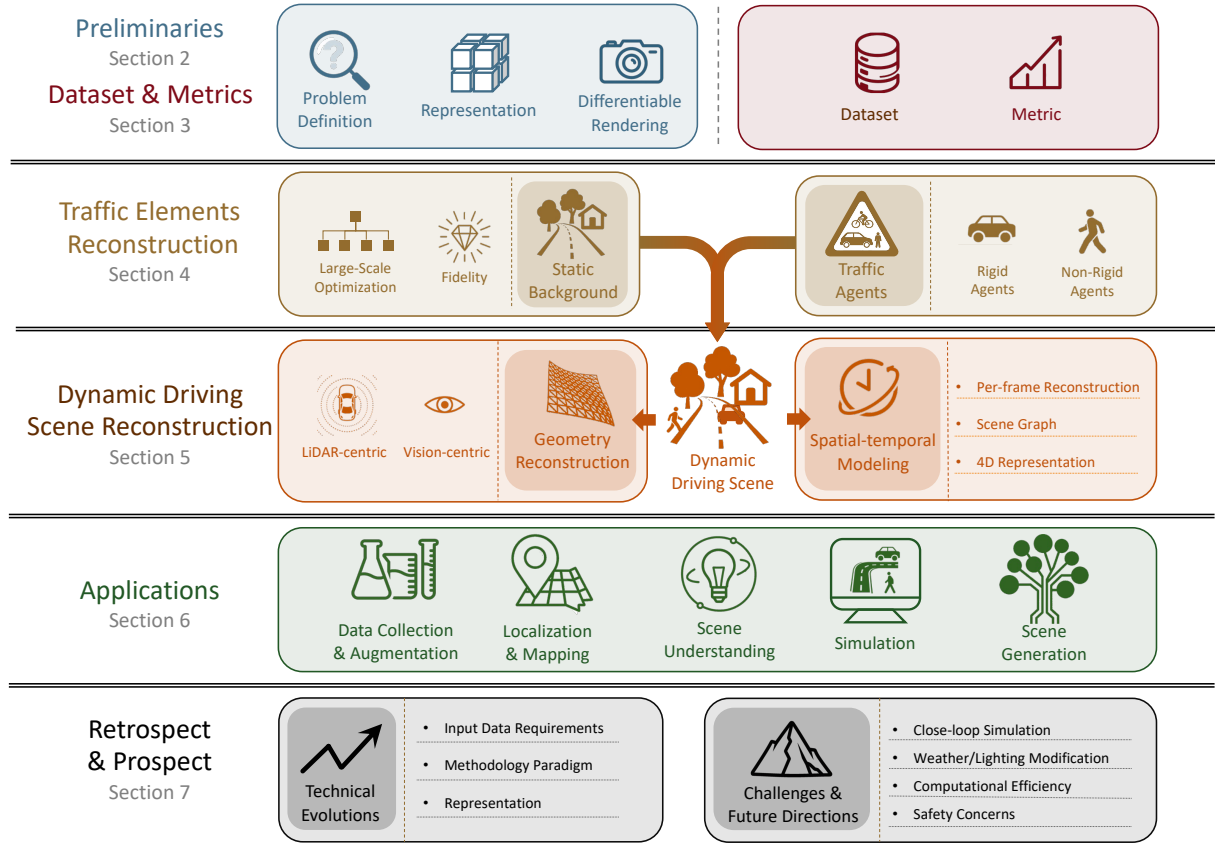 Preliminaries
Section 2
Dataset & Metrics
Section 3
?
Problem
Definition
Representation
Differentiable
Rendering
Dataset
Metric
Traffic Elements
Reconstruction
Section 4
Large-Scale
Optimization
Fidelity
Static
Background
Traffic
Agents
Rigid
Agents
Non-Rigid
Agents
Dynamic Driving
Scene Reconstruction
Section 5
LiDAR-centric
Vision-centric
Geometry
Reconstruction
Dynamic
Driving Scene
Spatial-temporal
Modeling
• Per-frame Reconstruction
• Scene Graph
• 4D Representation
Applications
Section 6
Data Collection
& Augmentation
Localization
& Mapping
Scene
Understanding
Simulation
Scene
Generation
Retrospect
& Prospect
Section 7
Technical
Evolutions
• Input Data Requirements
• Methodology Paradigm
• Representation
Challenges &
Future Directions
• Close-loop Simulation
• Weather/Lighting Modification
• Computational Efficiency
• Safety Concerns